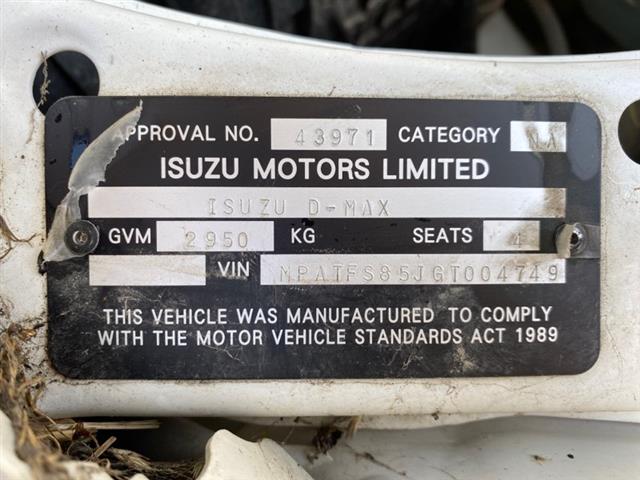 APPROVAL NO. 43971 CATEGORY NA
ISUZU MOTORS LIMITED
ISUZU D-MAX
GVM 2950 KG SEATS 4
VIN MPATFS85JGT004749
THIS VEHICLE WAS MANUFACTURED TO COMPLY
WITH THE MOTOR VEHICLE STANDARDS ACT 1989